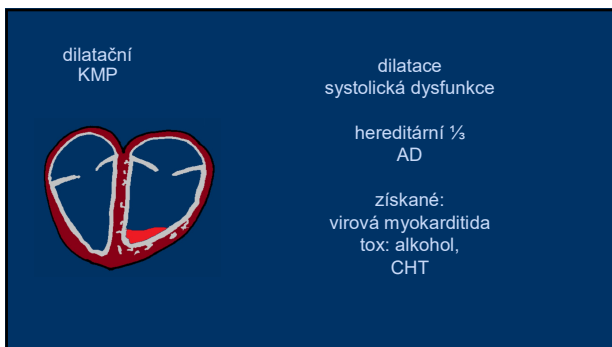 dilatační
KMP
dilatace
systolická dysfunkce
hereditární ⅓
AD
získané:
virová myokarditida
tox: alkohol,
CHT